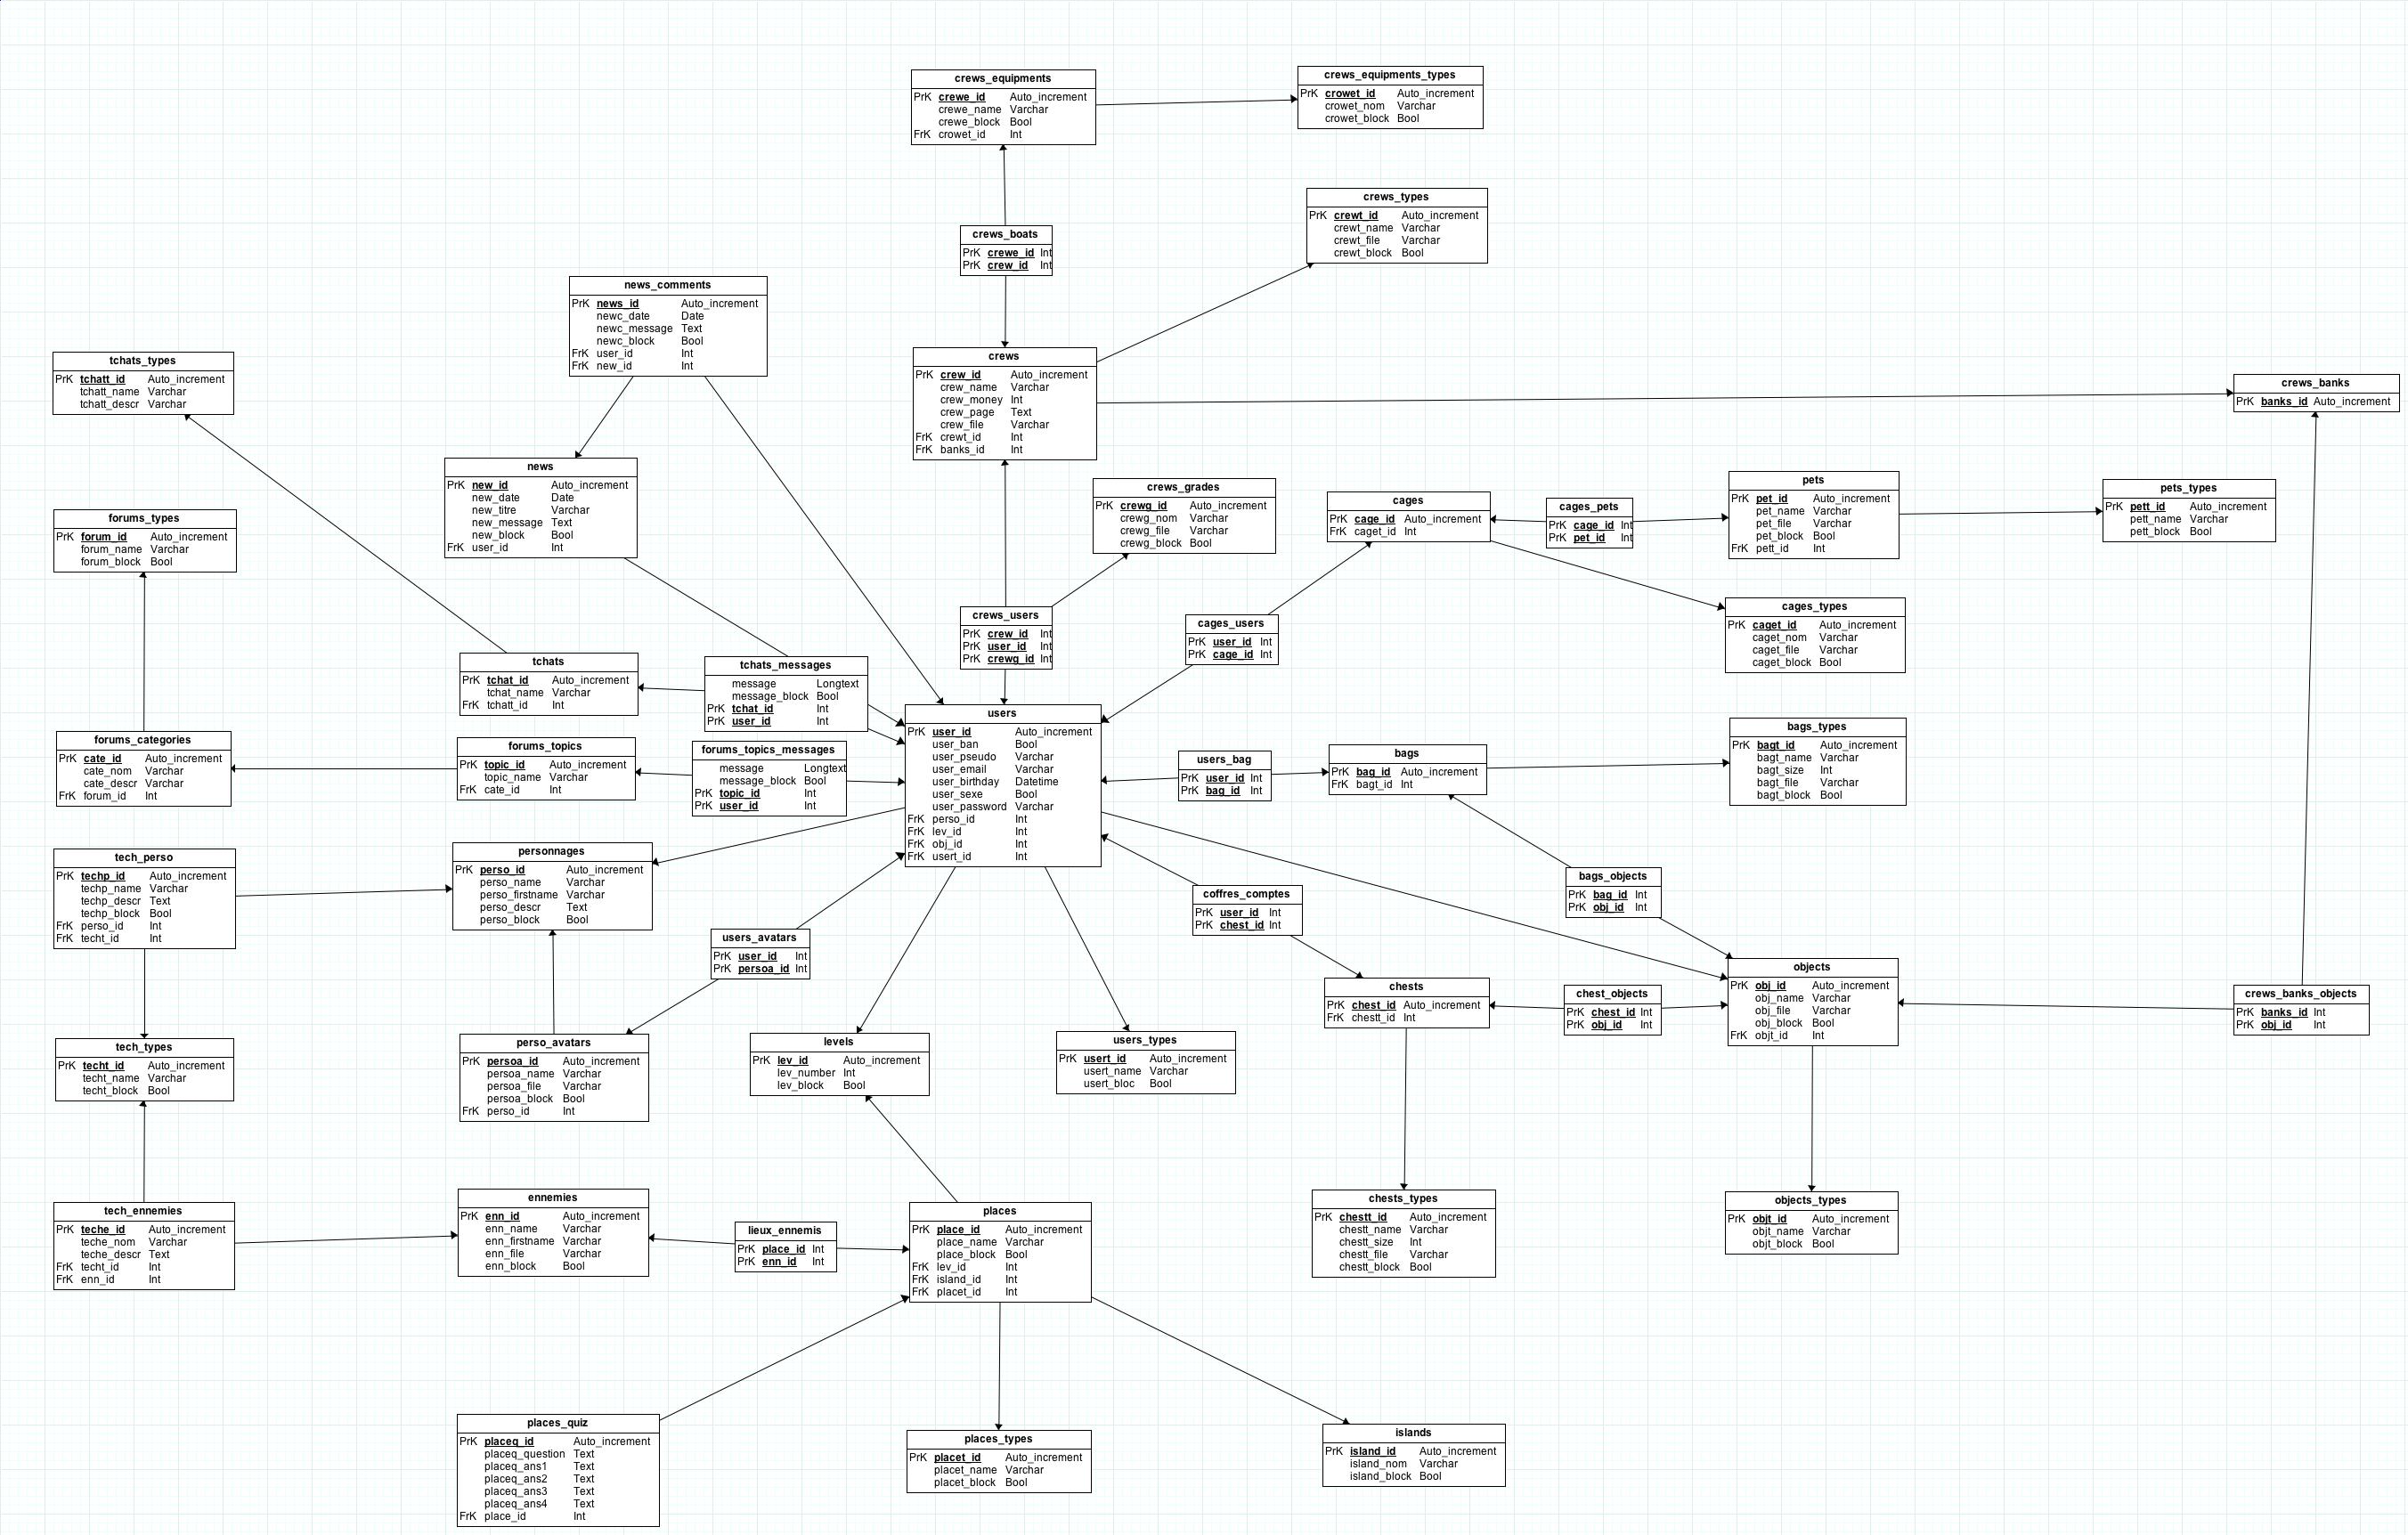 crews_equipments
PrK crewe_id Auto_increment
crewe_name Varchar
crewe_block Bool
FrK crowet_id Int
crews_equipments_types
PrK crowet_id Auto_increment
crowet_nom Varchar
crowet_block Bool
crews_types
PrK crewt_id Auto_increment
crewt_name Varchar
crewt_file Varchar
crewt_block Bool
crews_boats
PrK crewe_id Int
PrK crew_id Int
news_comments
PrK news_id Auto_increment
newc_date Date
newc_message Text
newc_block Bool
FrK user_id Int
FrK new_id Int
tchats_types
PrK tchatt_id Auto_increment
tchatt_name Varchar
tchatt_descr Varchar
crews
PrK crew_id Auto_increment
crew_name Varchar
crew_money Int
crew_page Text
crew_file Varchar
FrK crewt_id Int
FrK banks_id Int
crews_banks
PrK banks_id Auto_increment
news
PrK new_id Auto_increment
new_date Date
new_titre Varchar
new_message Text
new_block Bool
FrK user_id Int
crews_grades
PrK crewg_id Auto_increment
crewg_nom Varchar
crewg_file Varchar
crewg_block Bool
cages
PrK cage_id Auto_increment
FrK caget_id Int
cages_pets
PrK cage_id Int
PrK pet_id Int
pets
PrK pet_id Auto_increment
pet_name Varchar
pet_file Varchar
pet_block Bool
FrK pett_id Int
pets_types
PrK pett_id Auto_increment
pett_name Varchar
pett_block Bool
forums_types
PrK forum_id Auto_increment
forum_name Varchar
forum_block Bool
crews_users
PrK crew_id Int
PrK user_id Int
PrK crewg_id Int
cages_users
PrK user_id Int
PrK cage_id Int
cages_types
PrK caget_id Auto_increment
caget_nom Varchar
caget_file Varchar
caget_block Bool
tchats
PrK tchat_id Auto_increment
tchat_name Varchar
FrK tchatt_id Int
tchats_messages
message Longtext
message_block Bool
PrK tchat_id Int
PrK user_id Int
users
PrK user_id Auto_increment
user_ban Bool
user_pseudo Varchar
user_email Varchar
user_birthday Datetime
user_sexe Bool
user_password Varchar
FrK perso_id Int
FrK lev_id Int
FrK obj_id Int
FrK usert_id Int
forums_categories
PrK cate_id Auto_increment
cate_nom Varchar
cate_descr Varchar
FrK forum_id Int
forums_topics
PrK topic_id Auto_increment
topic_name Varchar
FrK cate_id Int
forums_topics_messages
message Longtext
message_block Bool
PrK topic_id Int
PrK user_id Int
users_bag
PrK user_id Int
PrK bag_id Int
bags
PrK bag_id Auto_increment
FrK bagt_id Int
bags_types
PrK bagt_id Auto_increment
bagt_name Varchar
bagt_size Int
bagt_file Varchar
bagt_block Bool
tech_perso
PrK techp_id Auto_increment
techp_name Varchar
techp_descr Text
techp_block Bool
FrK perso_id Int
FrK techt_id Int
personnages
PrK perso_id Auto_increment
perso_name Varchar
perso_firstname Varchar
perso_descr Text
perso_block Bool
coffres_comptes
PrK user_id Int
PrK chest_id Int
bags_objects
PrK bag_id Int
PrK obj_id Int
users_avatars
PrK user_id Int
PrK persoa_id Int
chests
PrK chest_id Auto_increment
FrK chestt_id Int
chest_objects
PrK chest_id Int
PrK obj_id Int
objects
PrK obj_id Auto_increment
obj_name Varchar
obj_file Varchar
obj_block Bool
FrK objt_id Int
crews_banks_objects
PrK banks_id Int
PrK obj_id Int
tech_types
PrK techt_id Auto_increment
techt_name Varchar
techt_block Bool
perso_avatars
PrK persoa_id Auto_increment
persoa_name Varchar
persoa_file Varchar
persoa_block Bool
FrK perso_id Int
levels
PrK lev_id Auto_increment
lev_number Int
lev_block Bool
users_types
PrK usert_id Auto_increment
usert_name Varchar
usert_bloc Bool
tech_ennemies
PrK teche_id Auto_increment
teche_nom Varchar
teche_descr Text
FrK techt_id Int
FrK enn_id Int
ennemies
PrK enn_id Auto_increment
enn_name Varchar
enn_firstname Varchar
enn_file Varchar
enn_block Bool
lieux_ennemis
PrK place_id Int
PrK enn_id Int
places
PrK place_id Auto_increment
place_name Varchar
place_block Bool
FrK lev_id Int
FrK island_id Int
FrK placet_id Int
chests_types
PrK chestt_id Auto_increment
chestt_name Varchar
chestt_size Int
chestt_file Varchar
chestt_block Bool
objects_types
PrK objt_id Auto_increment
objt_name Varchar
objt_block Bool
places_quiz
PrK placeq_id Auto_increment
placeq_question Text
placeq_ans1 Text
placeq_ans2 Text
placeq_ans3 Text
placeq_ans4 Text
FrK place_id Int
places_types
PrK placet_id Auto_increment
placet_name Varchar
placet_block Bool
islands
PrK island_id Auto_increment
island_nom Varchar
island_block Bool